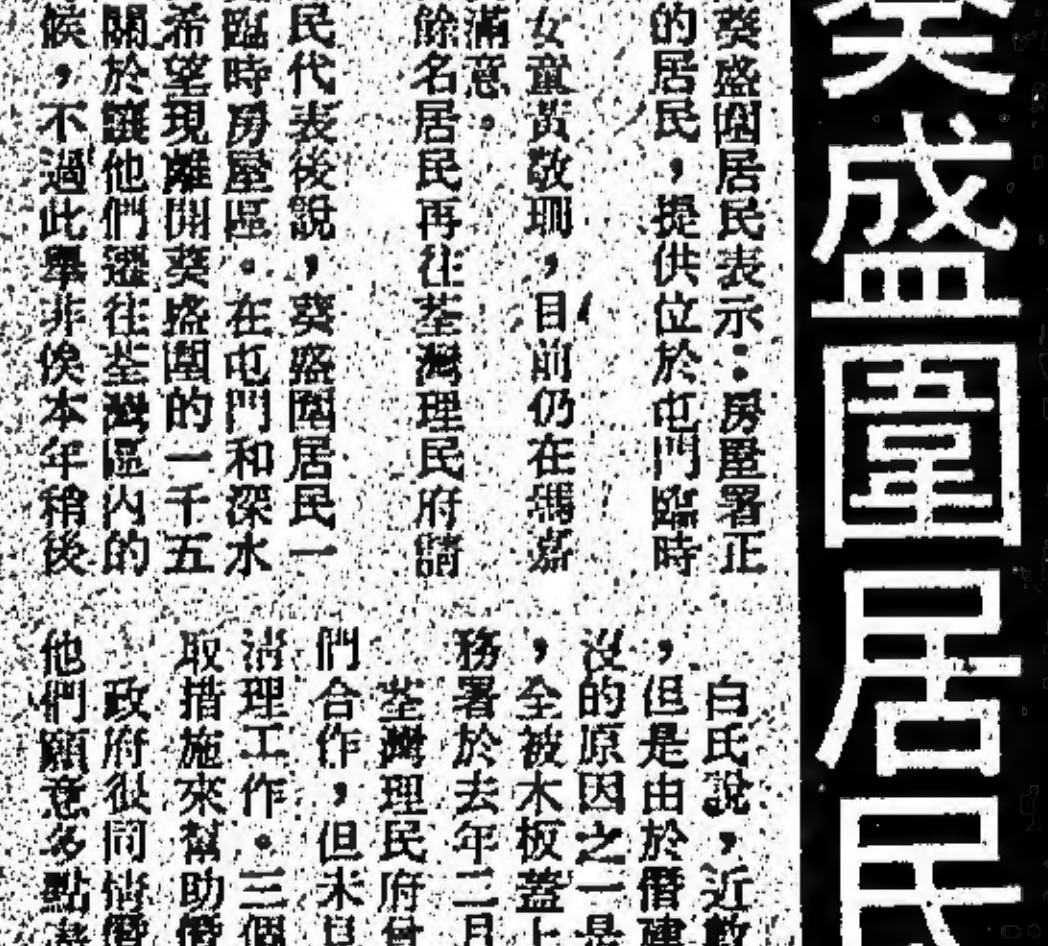 葵盛圍居民
葵盛圍居民表示：房屋署正
的居民，提供位於屯門臨時
女童黃敬珊，目前仍在瑪嘉
滿意。
餘名居民再往荃灣理民府請
民代表後說，葵盛圍居民一
臨時房屋區。在屯門和深水
希望現離開葵盛圍的一千五
關於讓他們遷往荃灣區內的
候，不過此舉非俟本年稍後
白氏說，近數
，但是由於僭建
沒的原因之一是
，全被木板蓋上
務署於去年二月
荃灣理民府曾
們合作，但未見
清理工作。三個
取措施來幫助僭
政府很同情僭
他們願意多點